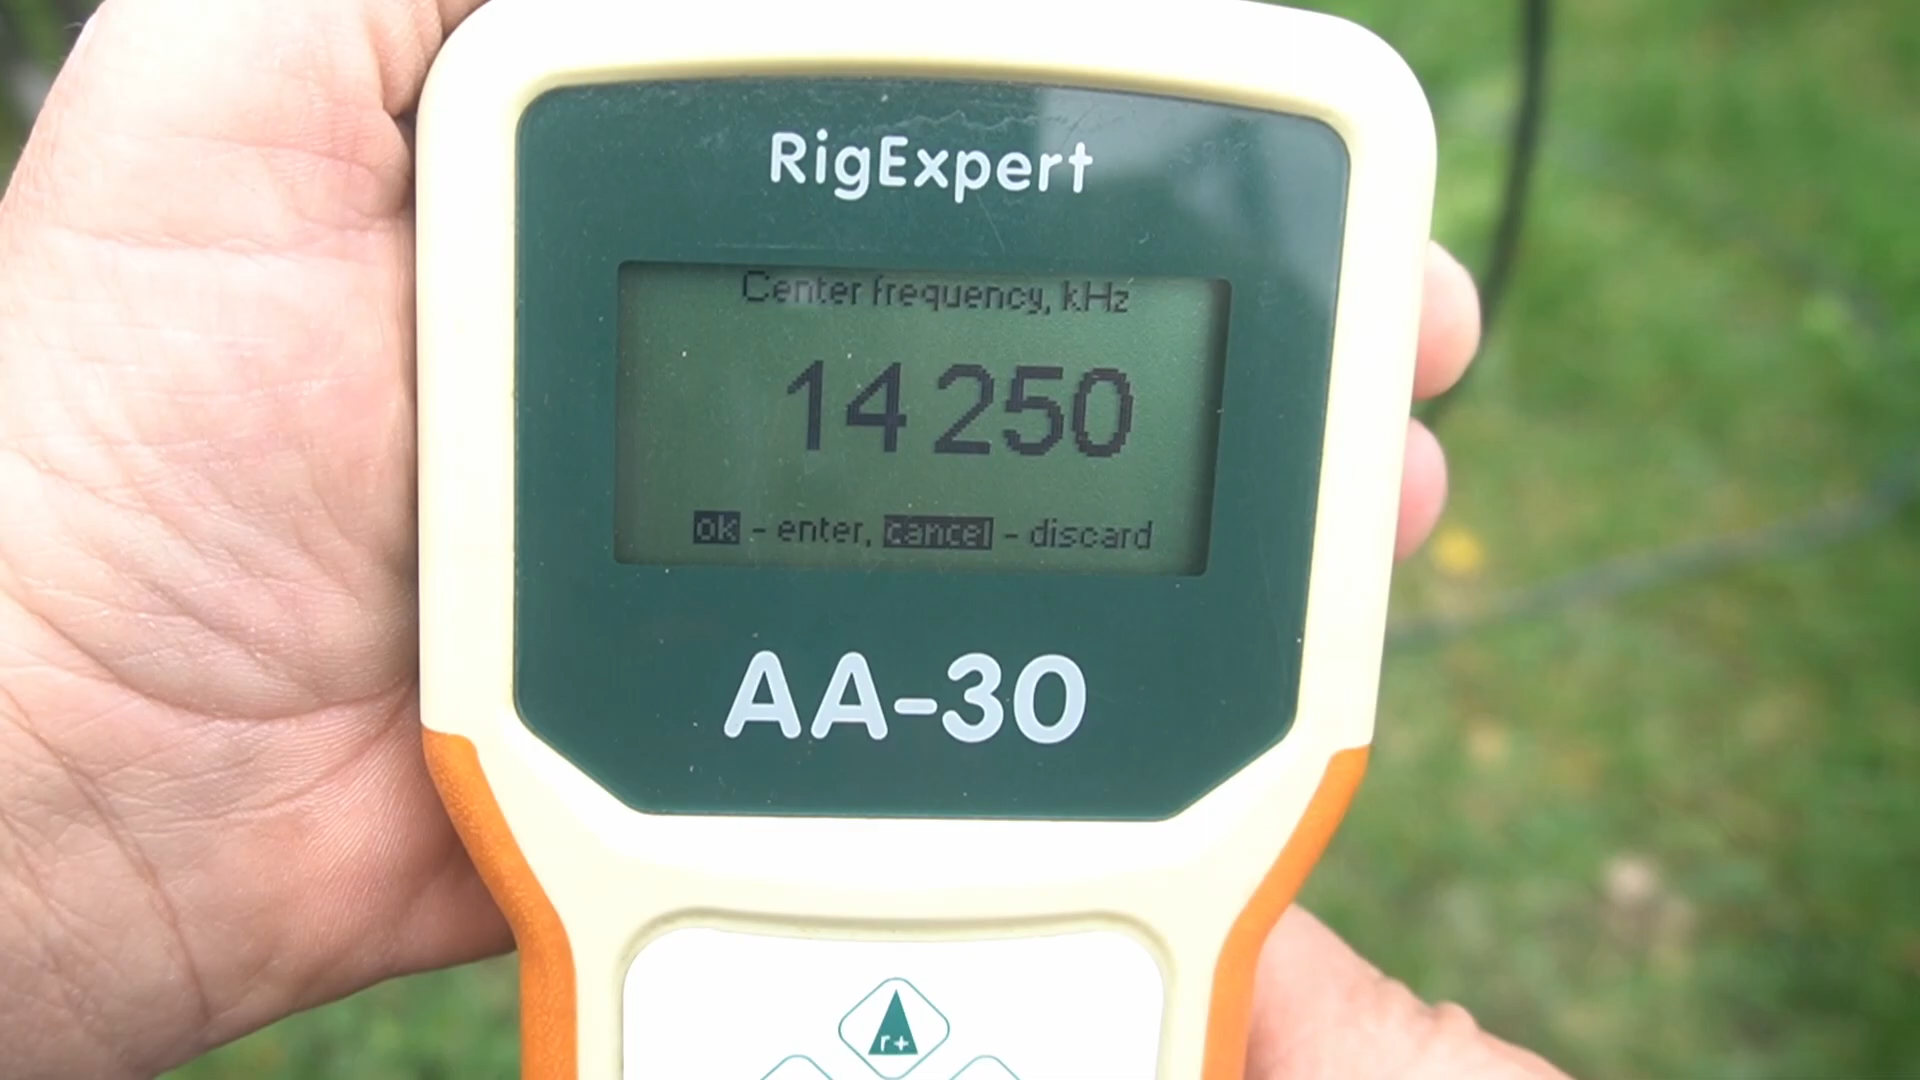 RigExpert
Center frequency, kHz
14 250
ok - enter, cancel - discard
AA-30
r+